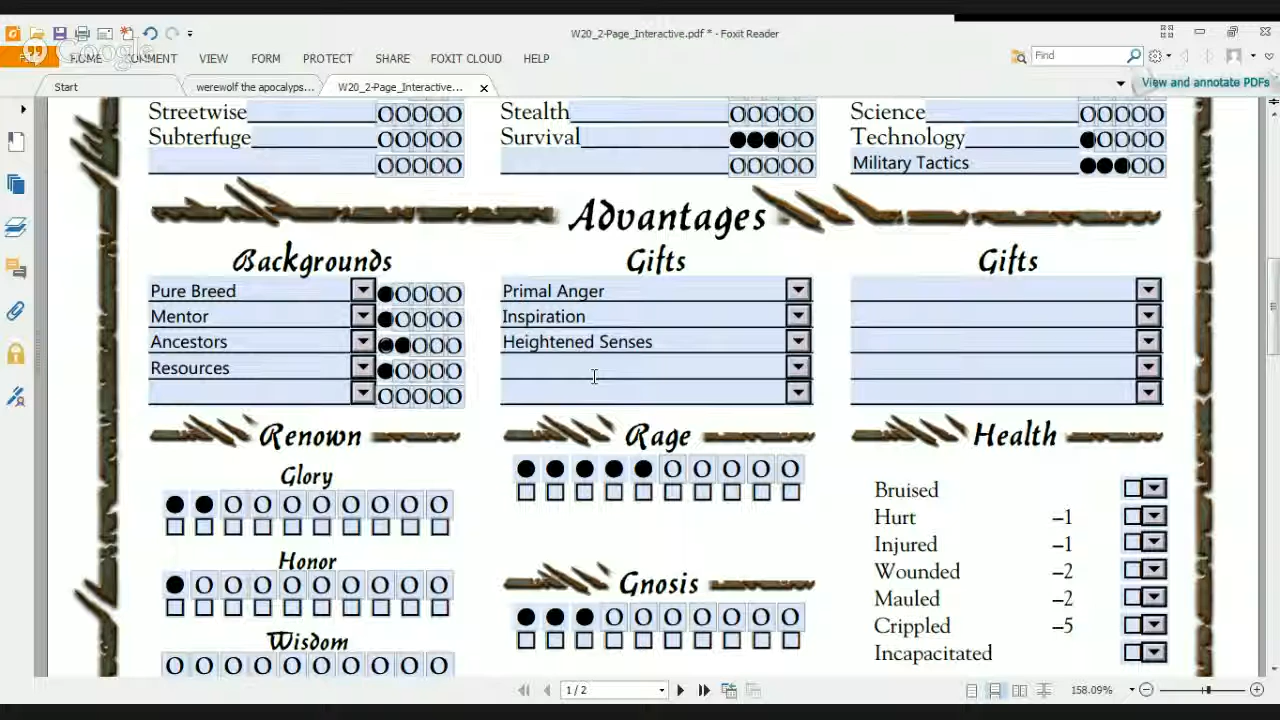 W20_2-Page_Interactive.pdf * - Foxit Reader
Google
HOME COMMENT VIEW FORM PROTECT SHARE FOXIT CLOUD HELP
Find
Start werewolf the apocalyps... W20_2-Page_Interactive...
View and annotate PDFs
Streetwise Stealth Science
Subterfuge Survival Technology
Military Tactics
Advantages
Backgrounds Gifts Gifts
Pure Breed Primal Anger
Mentor Inspiration
Ancestors Heightened Senses
Resources
Renown Rage Health
Glory
Bruised
Hurt –1
Injured –1
Honor
Wounded –2
Gnosis
Mauled –2
Crippled –5
Wisdom
Incapacitated
1 / 2
158.09%